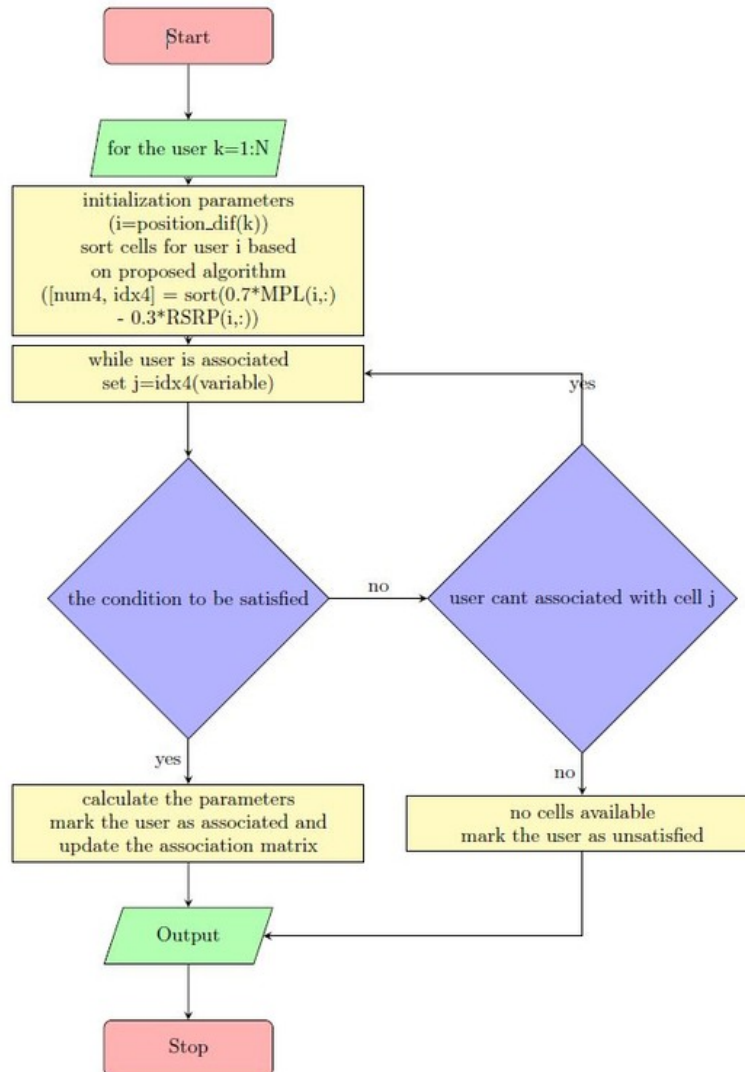 Start
for the user k=1:N
initialization parameters
(i=position_dif(k))
sort cells for user i based
on proposed algorithm
([num4, idx4] = sort(0.7*MPL(i,:)
- 0.3*RSRP(i,:))
while user is associated
set j=idx4(variable)
yes
the condition to be satisfied
no
user cant associated with cell j
yes
no
calculate the parameters
mark the user as associated and
update the association matrix
no cells available
mark the user as unsatisfied
Output
Stop